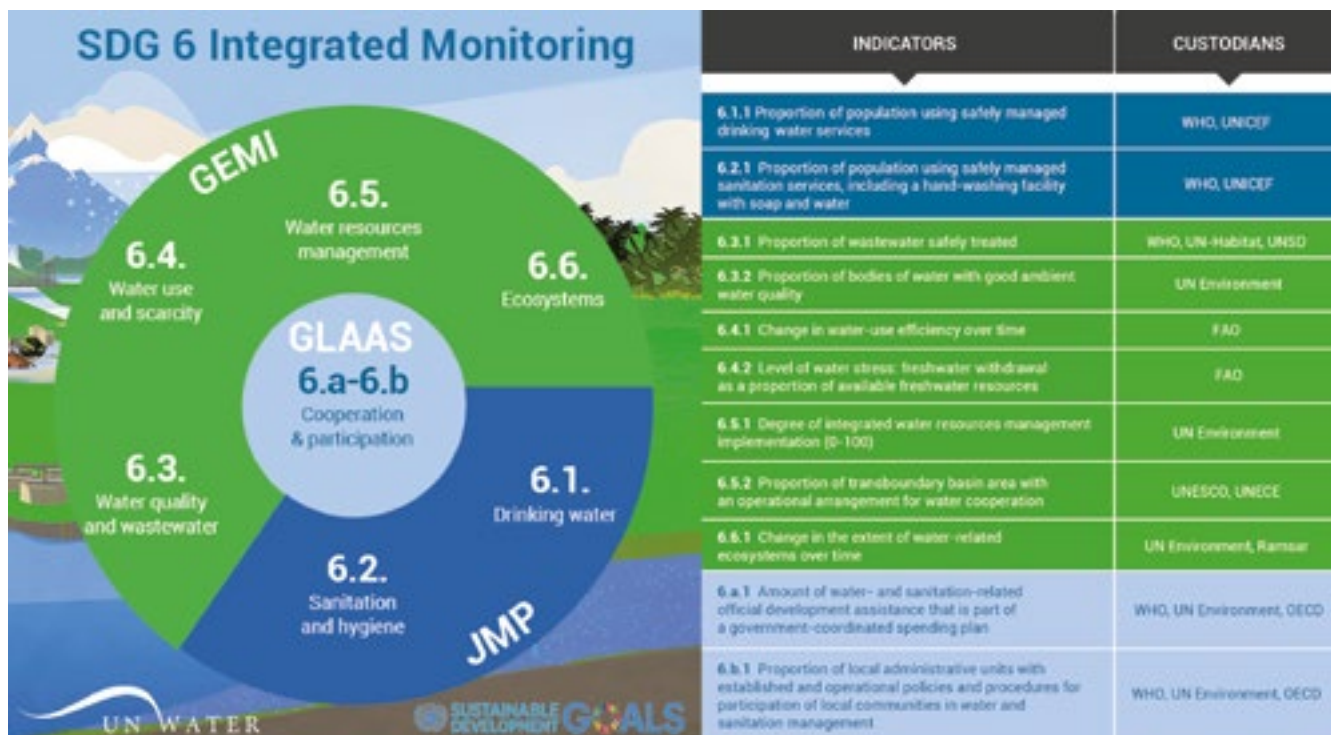 SDG 6 Integrated Monitoring
GEMI
6.5.
Water resources
management
6.4.
Water use
and scarcity
6.6.
Ecosystems
GLAAS
6.a-6.b
Cooperation
& participation
6.3.
Water quality
and wastewater
6.1.
Drinking water
6.2.
Sanitation
and hygiene
JMP
UN WATER
SUSTAINABLE
DEVELOPMENT
GOALS
INDICATORS
CUSTODIANS
6.1.1 Proportion of population using safely managed
drinking water services
WHO, UNICEF
6.2.1 Proportion of population using safely managed
sanitation services, including a hand-washing facility
with soap and water
WHO, UNICEF
6.3.1 Proportion of wastewater safely treated
WHO, UN-Habitat, UNSD
6.3.2 Proportion of bodies of water with good ambient
water quality
UN Environment
6.4.1 Change in water-use efficiency over time
FAO
6.4.2 Level of water stress: freshwater withdrawal
as a proportion of available freshwater resources
FAO
6.5.1 Degree of integrated water resources management
implementation (0-100)
UN Environment
6.5.2 Proportion of transboundary basin area with
an operational arrangement for water cooperation
UNESCO, UNECE
6.6.1 Change in the extent of water-related
ecosystems over time
UN Environment, Ramsar
6.a.1 Amount of water- and sanitation-related
official development assistance that is part of
a government-coordinated spending plan
WHO, UN Environment, OECD
6.b.1 Proportion of local administrative units with
established and operational policies and procedures for
participation of local communities in water and
sanitation management
WHO, UN Environment, OECD